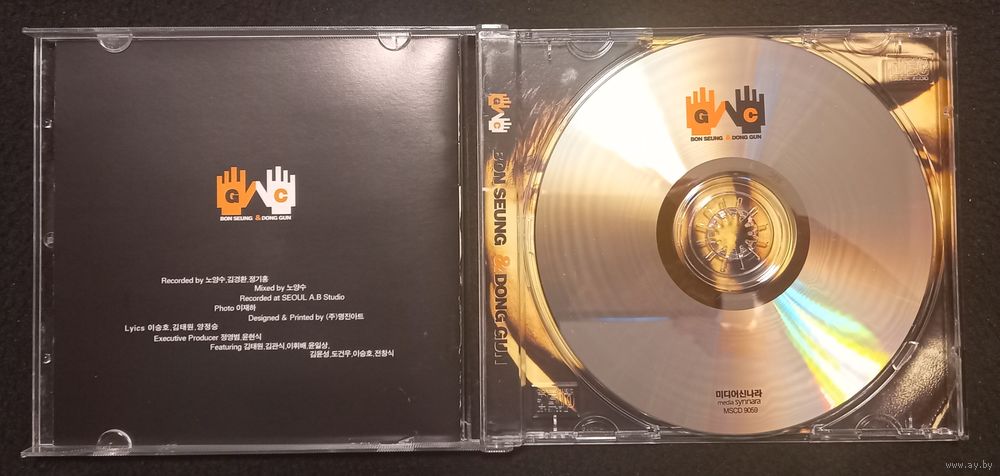 G C
BON SEUNG & DONG GUN
Recorded by 노양수,김경환,정기홍
Mixed by 노양수
Recorded at SEOUL A.B Studio
Photo 이재하
Designed & Printed by (주)명진아트
Lyics 이승호,김태원,양정승
Executive Producer 정영범,윤현식
Featuring 김태원,김관식,이휘배,윤일상,
김윤성,도건우,이승호,전창식
G C
BON SEUNG & DONG GUN
G C
BON SEUNG & DONG GUN
미디어신나라
media synnara
MSCD 9059
www.ay.by